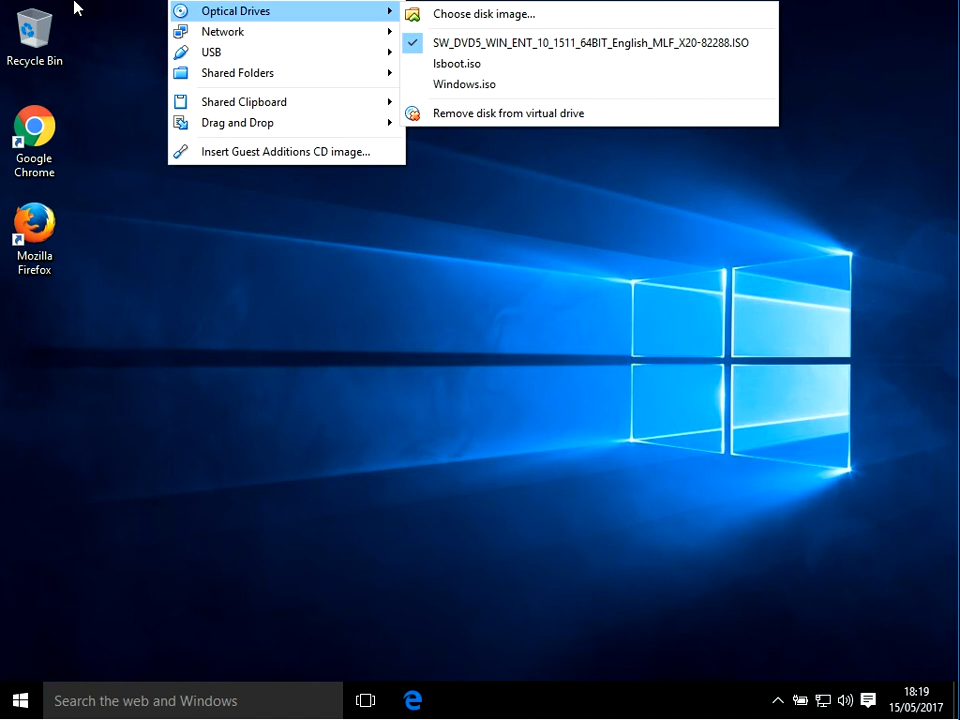 Recycle Bin
Google
Chrome
Mozilla
Firefox
Optical Drives
Network
USB
Shared Folders
Shared Clipboard
Drag and Drop
Insert Guest Additions CD image...
Choose disk image...
SW_DVD5_WIN_ENT_10_1511_64BIT_English_MLF_X20-82288.ISO
lsboot.iso
Windows.iso
Remove disk from virtual drive
Search the web and Windows
18:19
15/05/2017